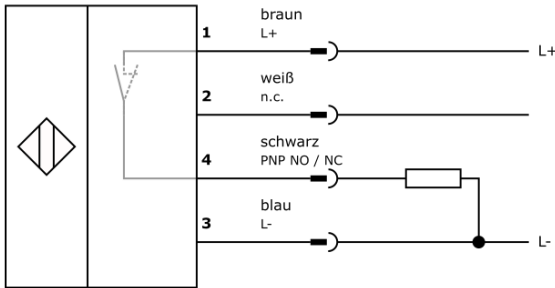 braun
1 L+ L+
weiß
2 n.c.
schwarz
4 PNP NO / NC
blau
3 L- L-